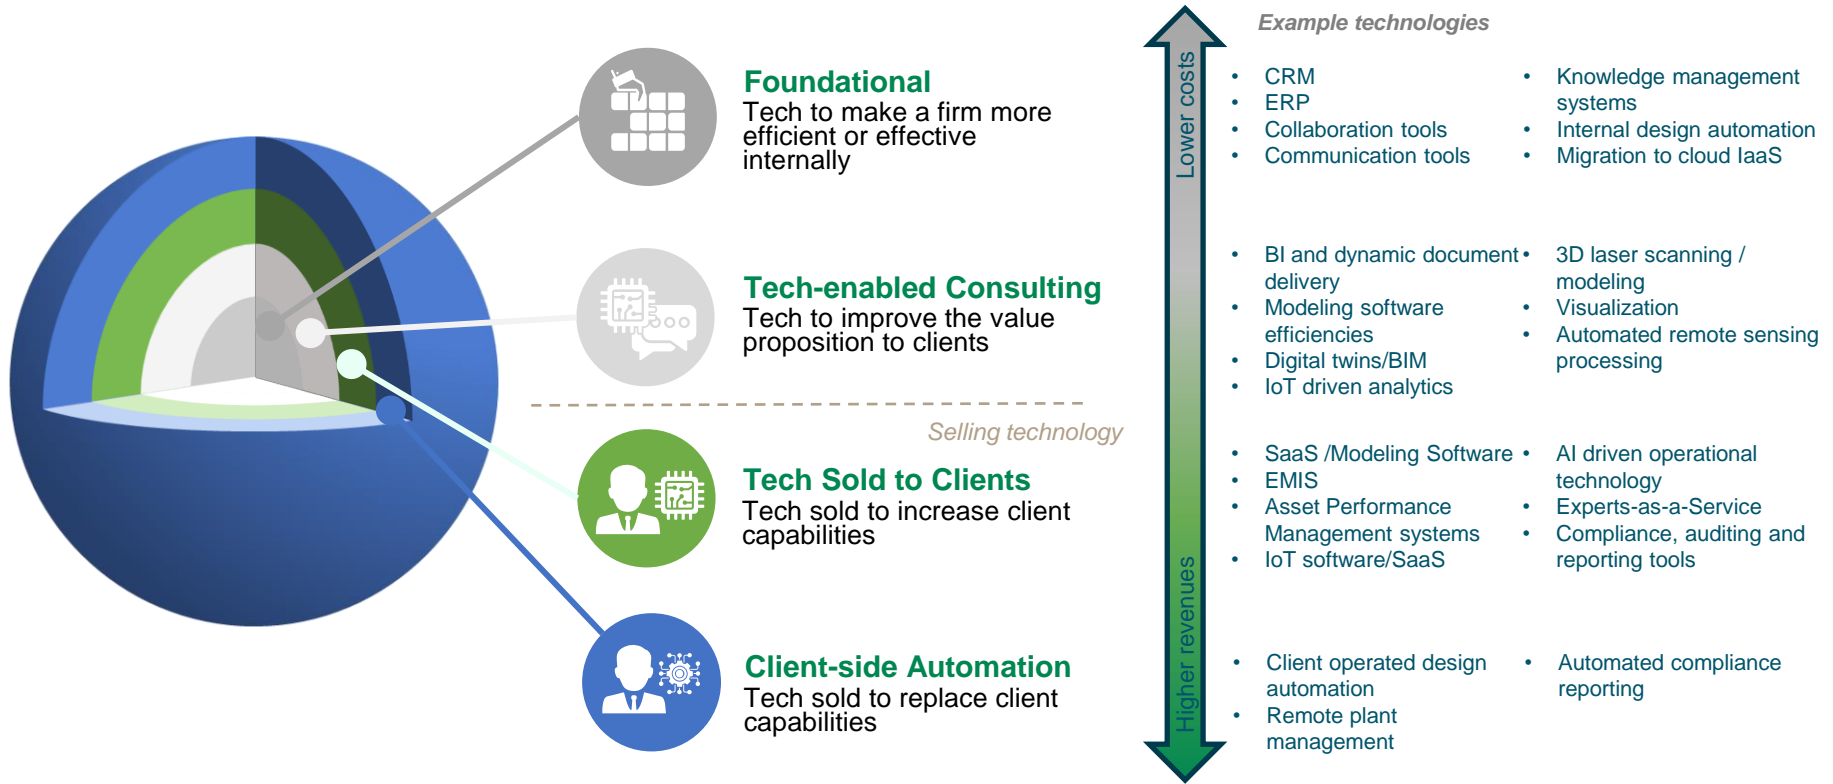 Example technologies
Foundational
Tech to make a firm more
efficient or effective
internally
Lower costs
• CRM
• ERP
• Collaboration tools
• Communication tools
• Knowledge management
systems
• Internal design automation
• Migration to cloud IaaS
Tech-enabled Consulting
Tech to improve the value
proposition to clients
• BI and dynamic document
delivery
• Modeling software
efficiencies
• Digital twins/BIM
• IoT driven analytics
• 3D laser scanning /
modeling
• Visualization
• Automated remote sensing
processing
Selling technology
Tech Sold to Clients
Tech sold to increase client
capabilities
• SaaS /Modeling Software
• EMIS
• Asset Performance
Management systems
• IoT software/SaaS
• AI driven operational
technology
• Experts-as-a-Service
• Compliance, auditing and
reporting tools
Client-side Automation
Tech sold to replace client
capabilities
Higher revenues
• Client operated design
automation
• Remote plant
management
• Automated compliance
reporting